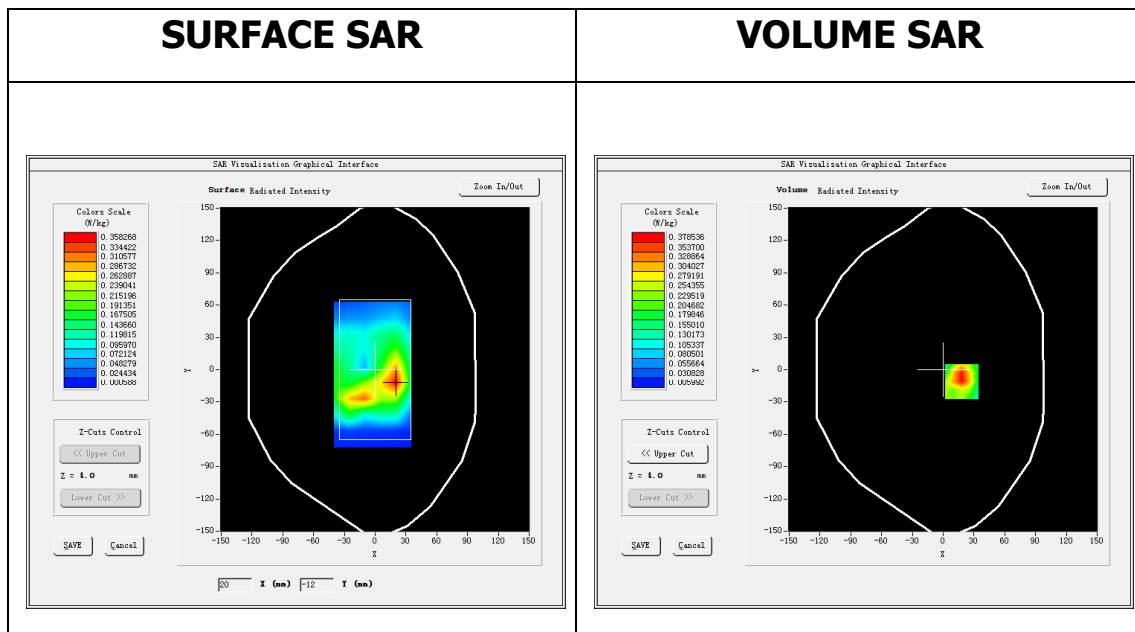 SURFACE SAR
VOLUME SAR
SAR Visualisation Graphical Interface
Surface Radiated Intensity
Zoom In/Out
Colors Scale
(W/kg)
0.358268
0.334422
0.310577
0.286732
0.262887
0.239041
0.215196
0.191351
0.167505
0.143660
0.119815
0.095970
0.072124
0.048279
0.024434
0.000588
150
120
90
60
30
0
-30
-60
-90
-120
-150
Y
-150 -120 -90 -60 -30 0 30 60 90 120 150
X
Z-Cuts Control
<< Upper Cut
Z = 4.0 mm
Lower Cut >>
SAVE Cancel
20 X (mm) -12 Y (mm)
SAR Visualisation Graphical Interface
Volume Radiated Intensity
Zoom In/Out
Colors Scale
(W/kg)
0.378536
0.353700
0.328864
0.304027
0.279191
0.254355
0.229519
0.204682
0.179846
0.155010
0.130173
0.105337
0.080501
0.055664
0.030828
0.005992
150
120
90
60
30
0
-30
-60
-90
-120
-150
Y
-150 -120 -90 -60 -30 0 30 60 90 120 150
X
Z-Cuts Control
<< Upper Cut
Z = 4.0 mm
Lower Cut >>
SAVE Cancel